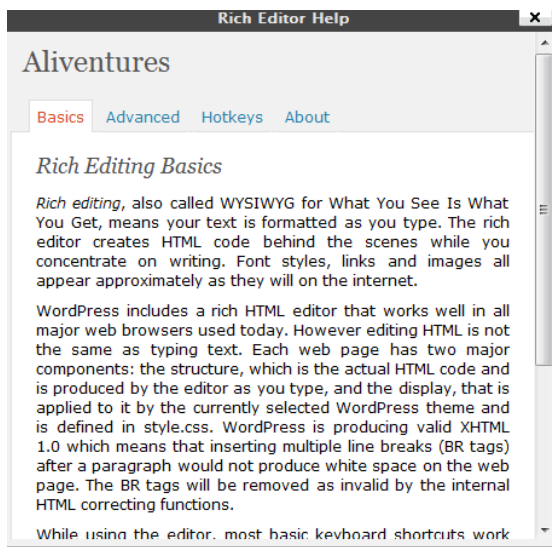 Rich Editor Help
x
Aliventures
Basics Advanced Hotkeys About
Rich Editing Basics
Rich editing, also called WYSIWYG for What You See Is What
You Get, means your text is formatted as you type. The rich
editor creates HTML code behind the scenes while you
concentrate on writing. Font styles, links and images all
appear approximately as they will on the internet.
WordPress includes a rich HTML editor that works well in all
major web browsers used today. However editing HTML is not
the same as typing text. Each web page has two major
components: the structure, which is the actual HTML code and
is produced by the editor as you type, and the display, that is
applied to it by the currently selected WordPress theme and
is defined in style.css. WordPress is producing valid XHTML
1.0 which means that inserting multiple line breaks (BR tags)
after a paragraph would not produce white space on the web
page. The BR tags will be removed as invalid by the internal
HTML correcting functions.
While using the editor, most basic keyboard shortcuts work